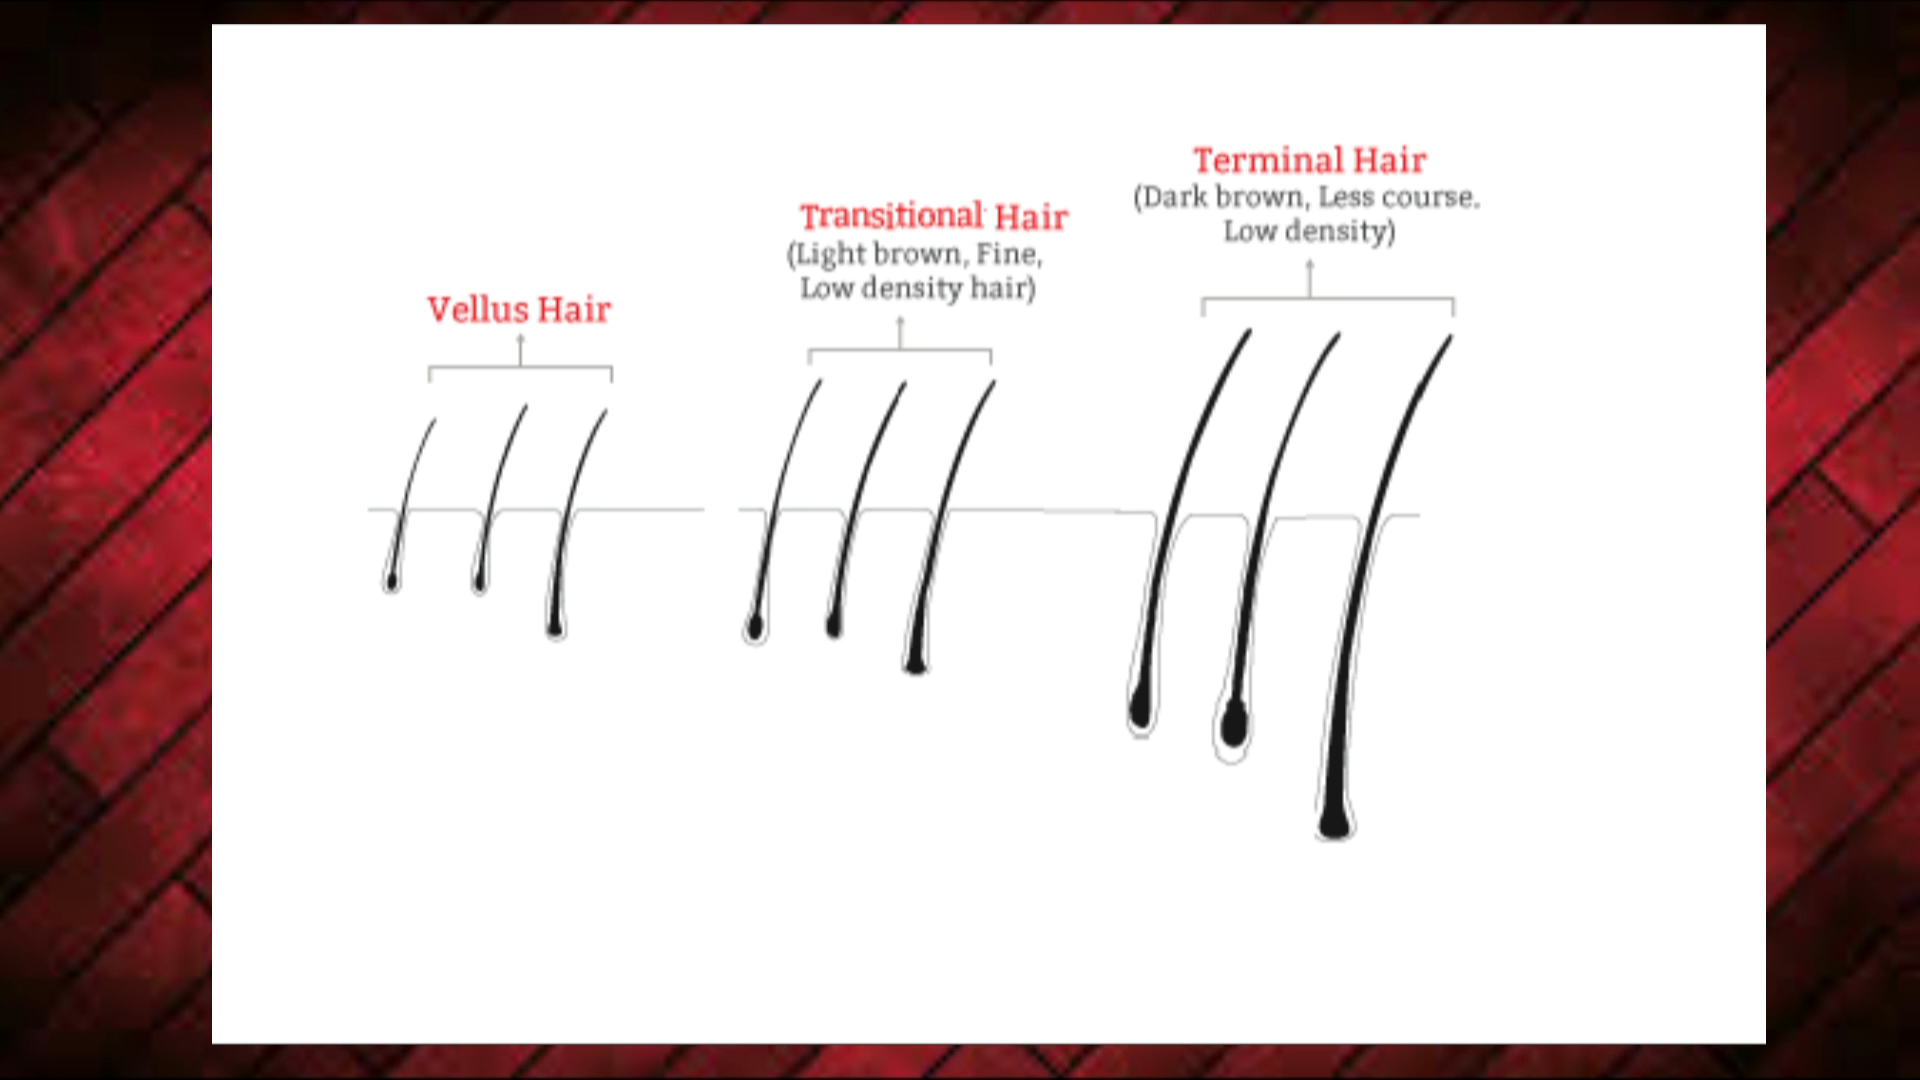 Vellus Hair
Transitional Hair
(Light brown, Fine,
Low density hair)
Terminal Hair
(Dark brown, Less course.
Low density)